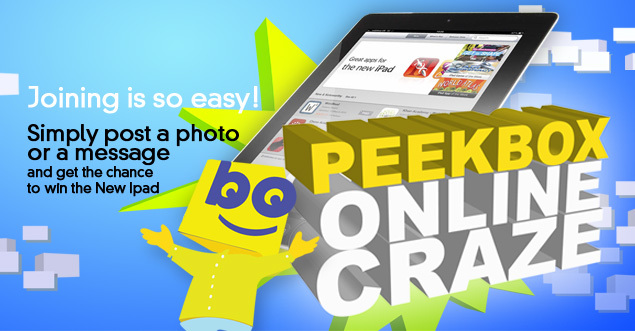 Joining is so easy!
Simply post a photo
or a message
and get the chance
to win the New Ipad
Great apps for
the new iPad
bo
PEEKBOX
ONLINE
CRAZE